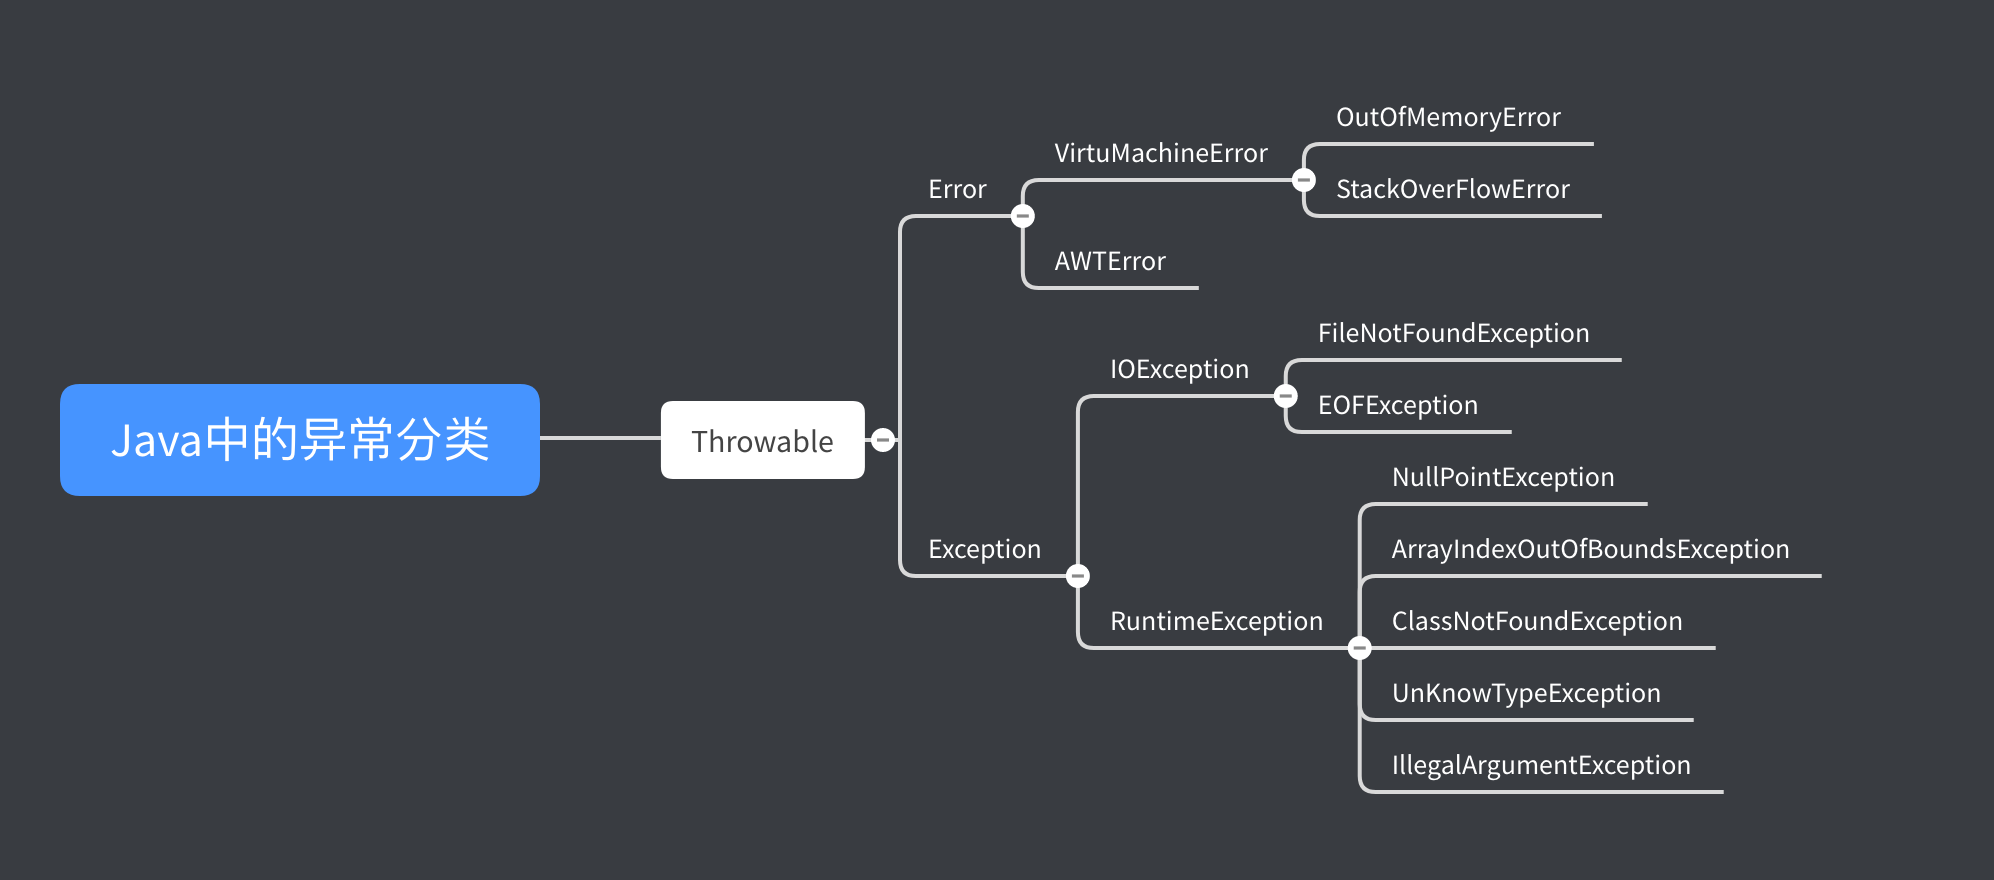 Java中的异常分类
Throwable
Error
VirtuMachineError
OutOfMemoryError
StackOverFlowError
AWTError
Exception
IOException
FileNotFoundException
EOFException
RuntimeException
NullPointException
ArrayIndexOutOfBoundsException
ClassNotFoundException
UnKnowTypeException
IllegalArgumentException